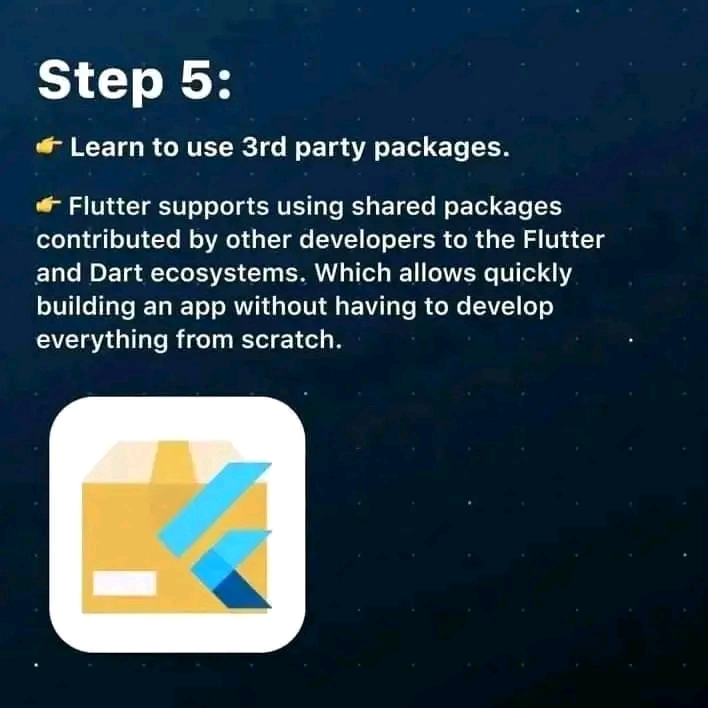 Step 5:
👉 Learn to use 3rd party packages.
👉 Flutter supports using shared packages
contributed by other developers to the Flutter
and Dart ecosystems. Which allows quickly
building an app without having to develop
everything from scratch.